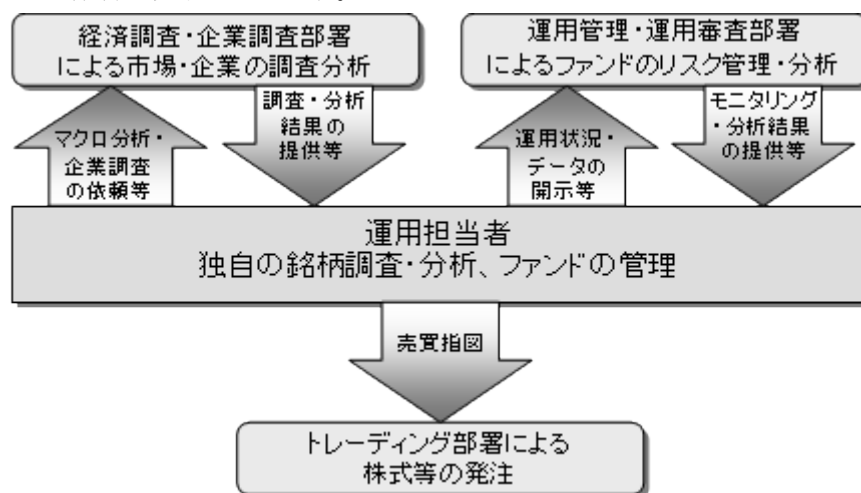 経済調査・企業調査部署
による市場・企業の調査分析
運用管理・運用審査部署
によるファンドのリスク管理・分析
マクロ分析・
企業調査
の依頼等
調査・分析
結果の
提供等
運用状況・
データの
開示等
モニタリング
・分析結果
の提供等
運用担当者
独自の銘柄調査・分析、ファンドの管理
売買指図
トレーディング部署による
株式等の発注